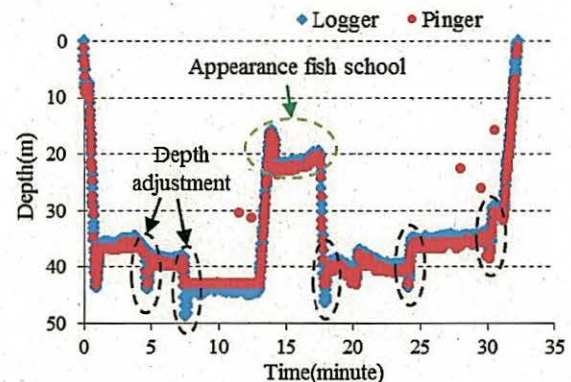 Logger Pinger
Appearance fish school
Depth
adjustment
Depth(m)
0
10
20
30
40
50
0 5 10 15 20 25 30 35
Time(minute)